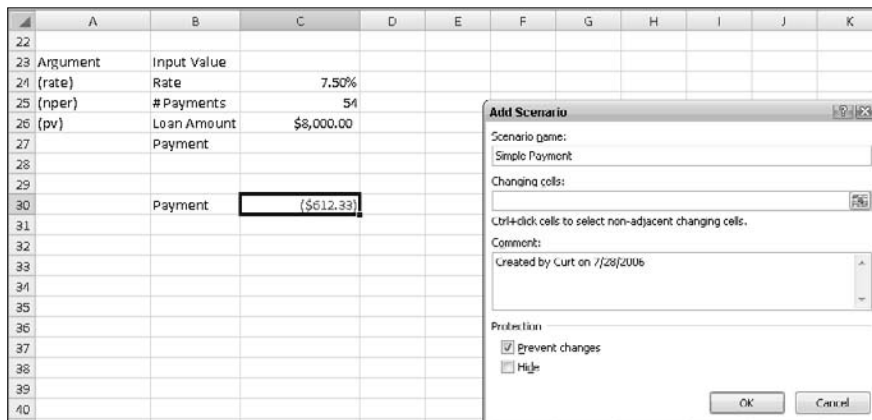 A B C D E F G H I J K
22
23 Argument Input Value
24 (rate) Rate 7.50%
25 (nper) # Payments 54
26 (pv) Loan Amount $8,000.00
27 Payment
28
29
30 Payment ($612.33)
31
32
33
34
35
36
37
38
39
40
Add Scenario
Scenario name:
Simple Payment
Changing cells:
Ctrl+click cells to select non-adjacent changing cells.
Comment:
Created by Curt on 7/28/2006
Protection
Prevent changes
Hide
OK Cancel